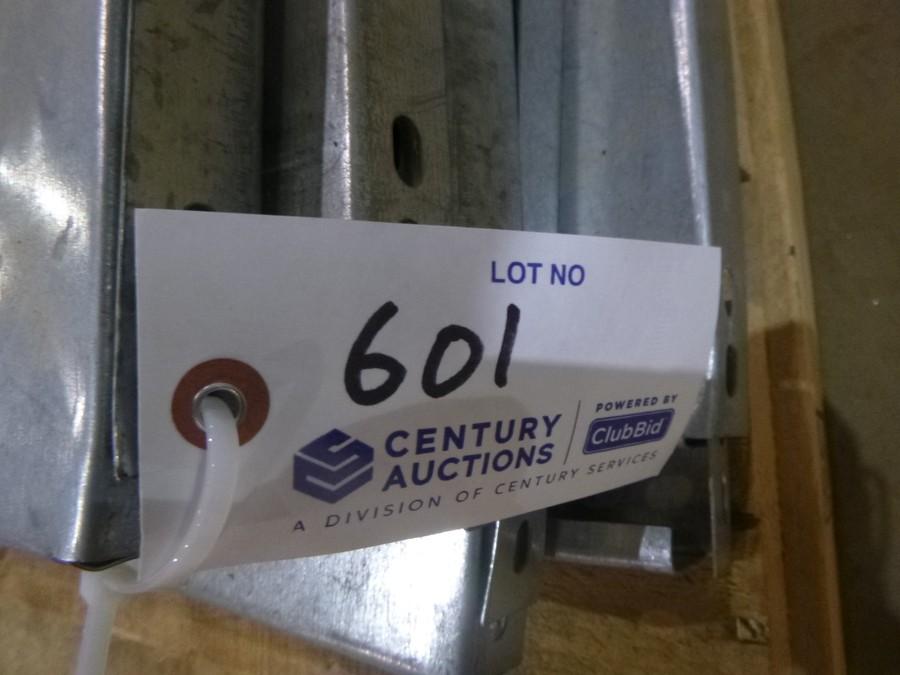 LOT NO
601
CENTURY
AUCTIONS
POWERED BY
ClubBid
A DIVISION OF CENTURY SERVICES